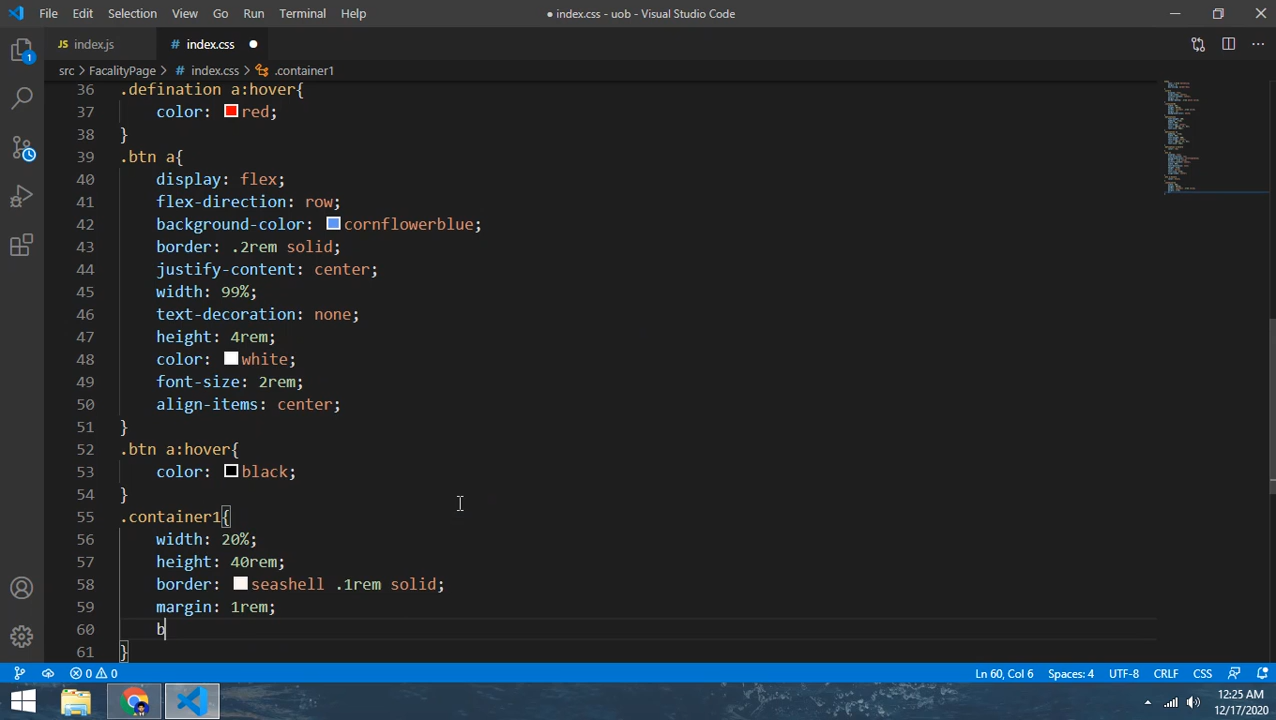 File Edit Selection View Go Run Terminal Help
● index.css - uob - Visual Studio Code
JS index.js
# index.css ●
src > FacalityPage > # index.css > .container1
36 .defination a:hover{
37 color: red;
38 }
39 .btn a{
40 display: flex;
41 flex-direction: row;
42 background-color: cornflowerblue;
43 border: .2rem solid;
44 justify-content: center;
45 width: 99%;
46 text-decoration: none;
47 height: 4rem;
48 color: white;
49 font-size: 2rem;
50 align-items: center;
51 }
52 .btn a:hover{
53 color: black;
54 }
55 .container1{
56 width: 20%;
57 height: 40rem;
58 border: seashell .1rem solid;
59 margin: 1rem;
60 b
61 }
1
0 0
Ln 60, Col 6 Spaces: 4 UTF-8 CRLF CSS
12:25 AM
12/17/2020